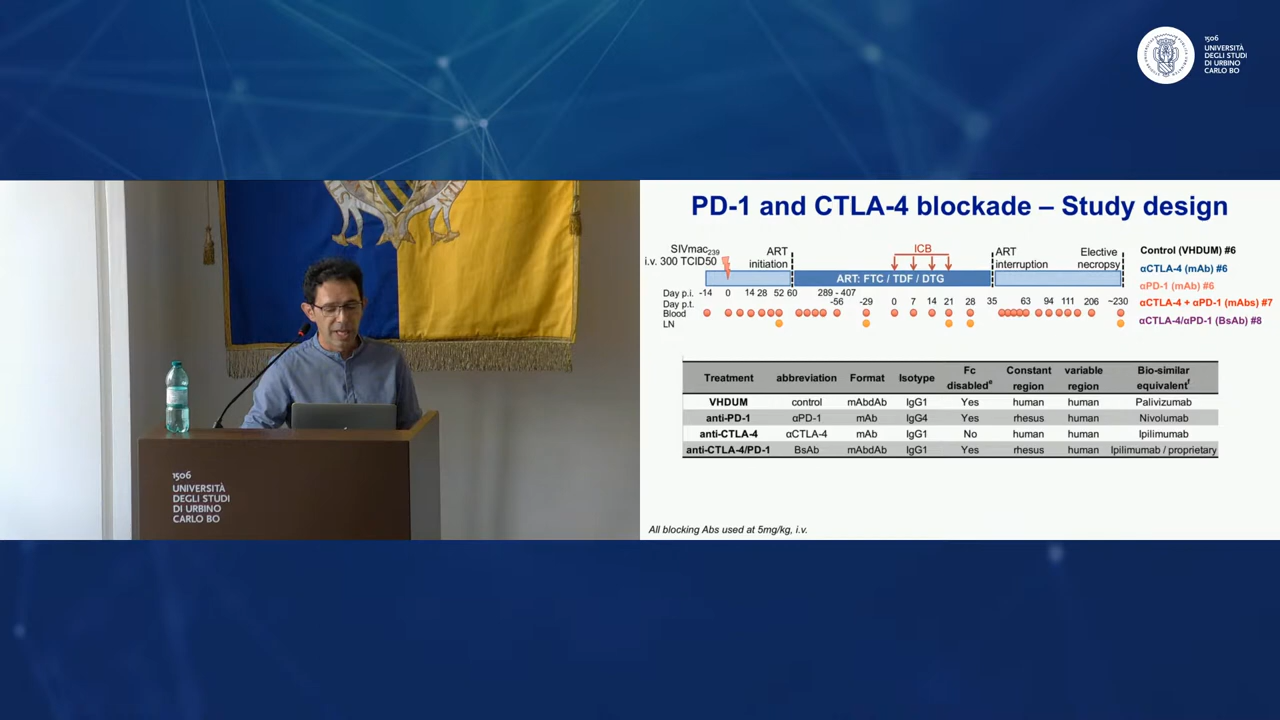 1506
UNIVERSITÀ
DEGLI STUDI
DI URBINO
CARLO BO
1506
UNIVERSITÀ
DEGLI STUDI
DI URBINO
CARLO BO
PD-1 and CTLA-4 blockade – Study design
SIVmac239
i.v. 300 TCID50
ART
initiation
ICB
ART
interruption
Elective
necropsy
ART: FTC / TDF / DTG
Day p.i. -14 0 14 28 52 60 289 - 407
Day p.t. -56 -29 0 7 14 21 28 35 63 94 111 206 ~230
Blood
LN
Control (VHDUM) #6
αCTLA-4 (mAb) #6
αPD-1 (mAb) #6
αCTLA-4 + αPD-1 (mAbs) #7
αCTLA-4/αPD-1 (BsAb) #8
Treatment abbreviation Format Isotype Fc disabledᵉ Constant region variable region Bio-similar equivalentᶠ
VHDUM control mAbdAb IgG1 Yes human human Palivizumab
anti-PD-1 αPD-1 mAb IgG4 Yes rhesus human Nivolumab
anti-CTLA-4 αCTLA-4 mAb IgG1 No human human Ipilimumab
anti-CTLA-4/PD-1 BsAb mAbdAb IgG1 Yes rhesus human Ipilimumab / proprietary
All blocking Abs used at 5mg/kg, i.v.